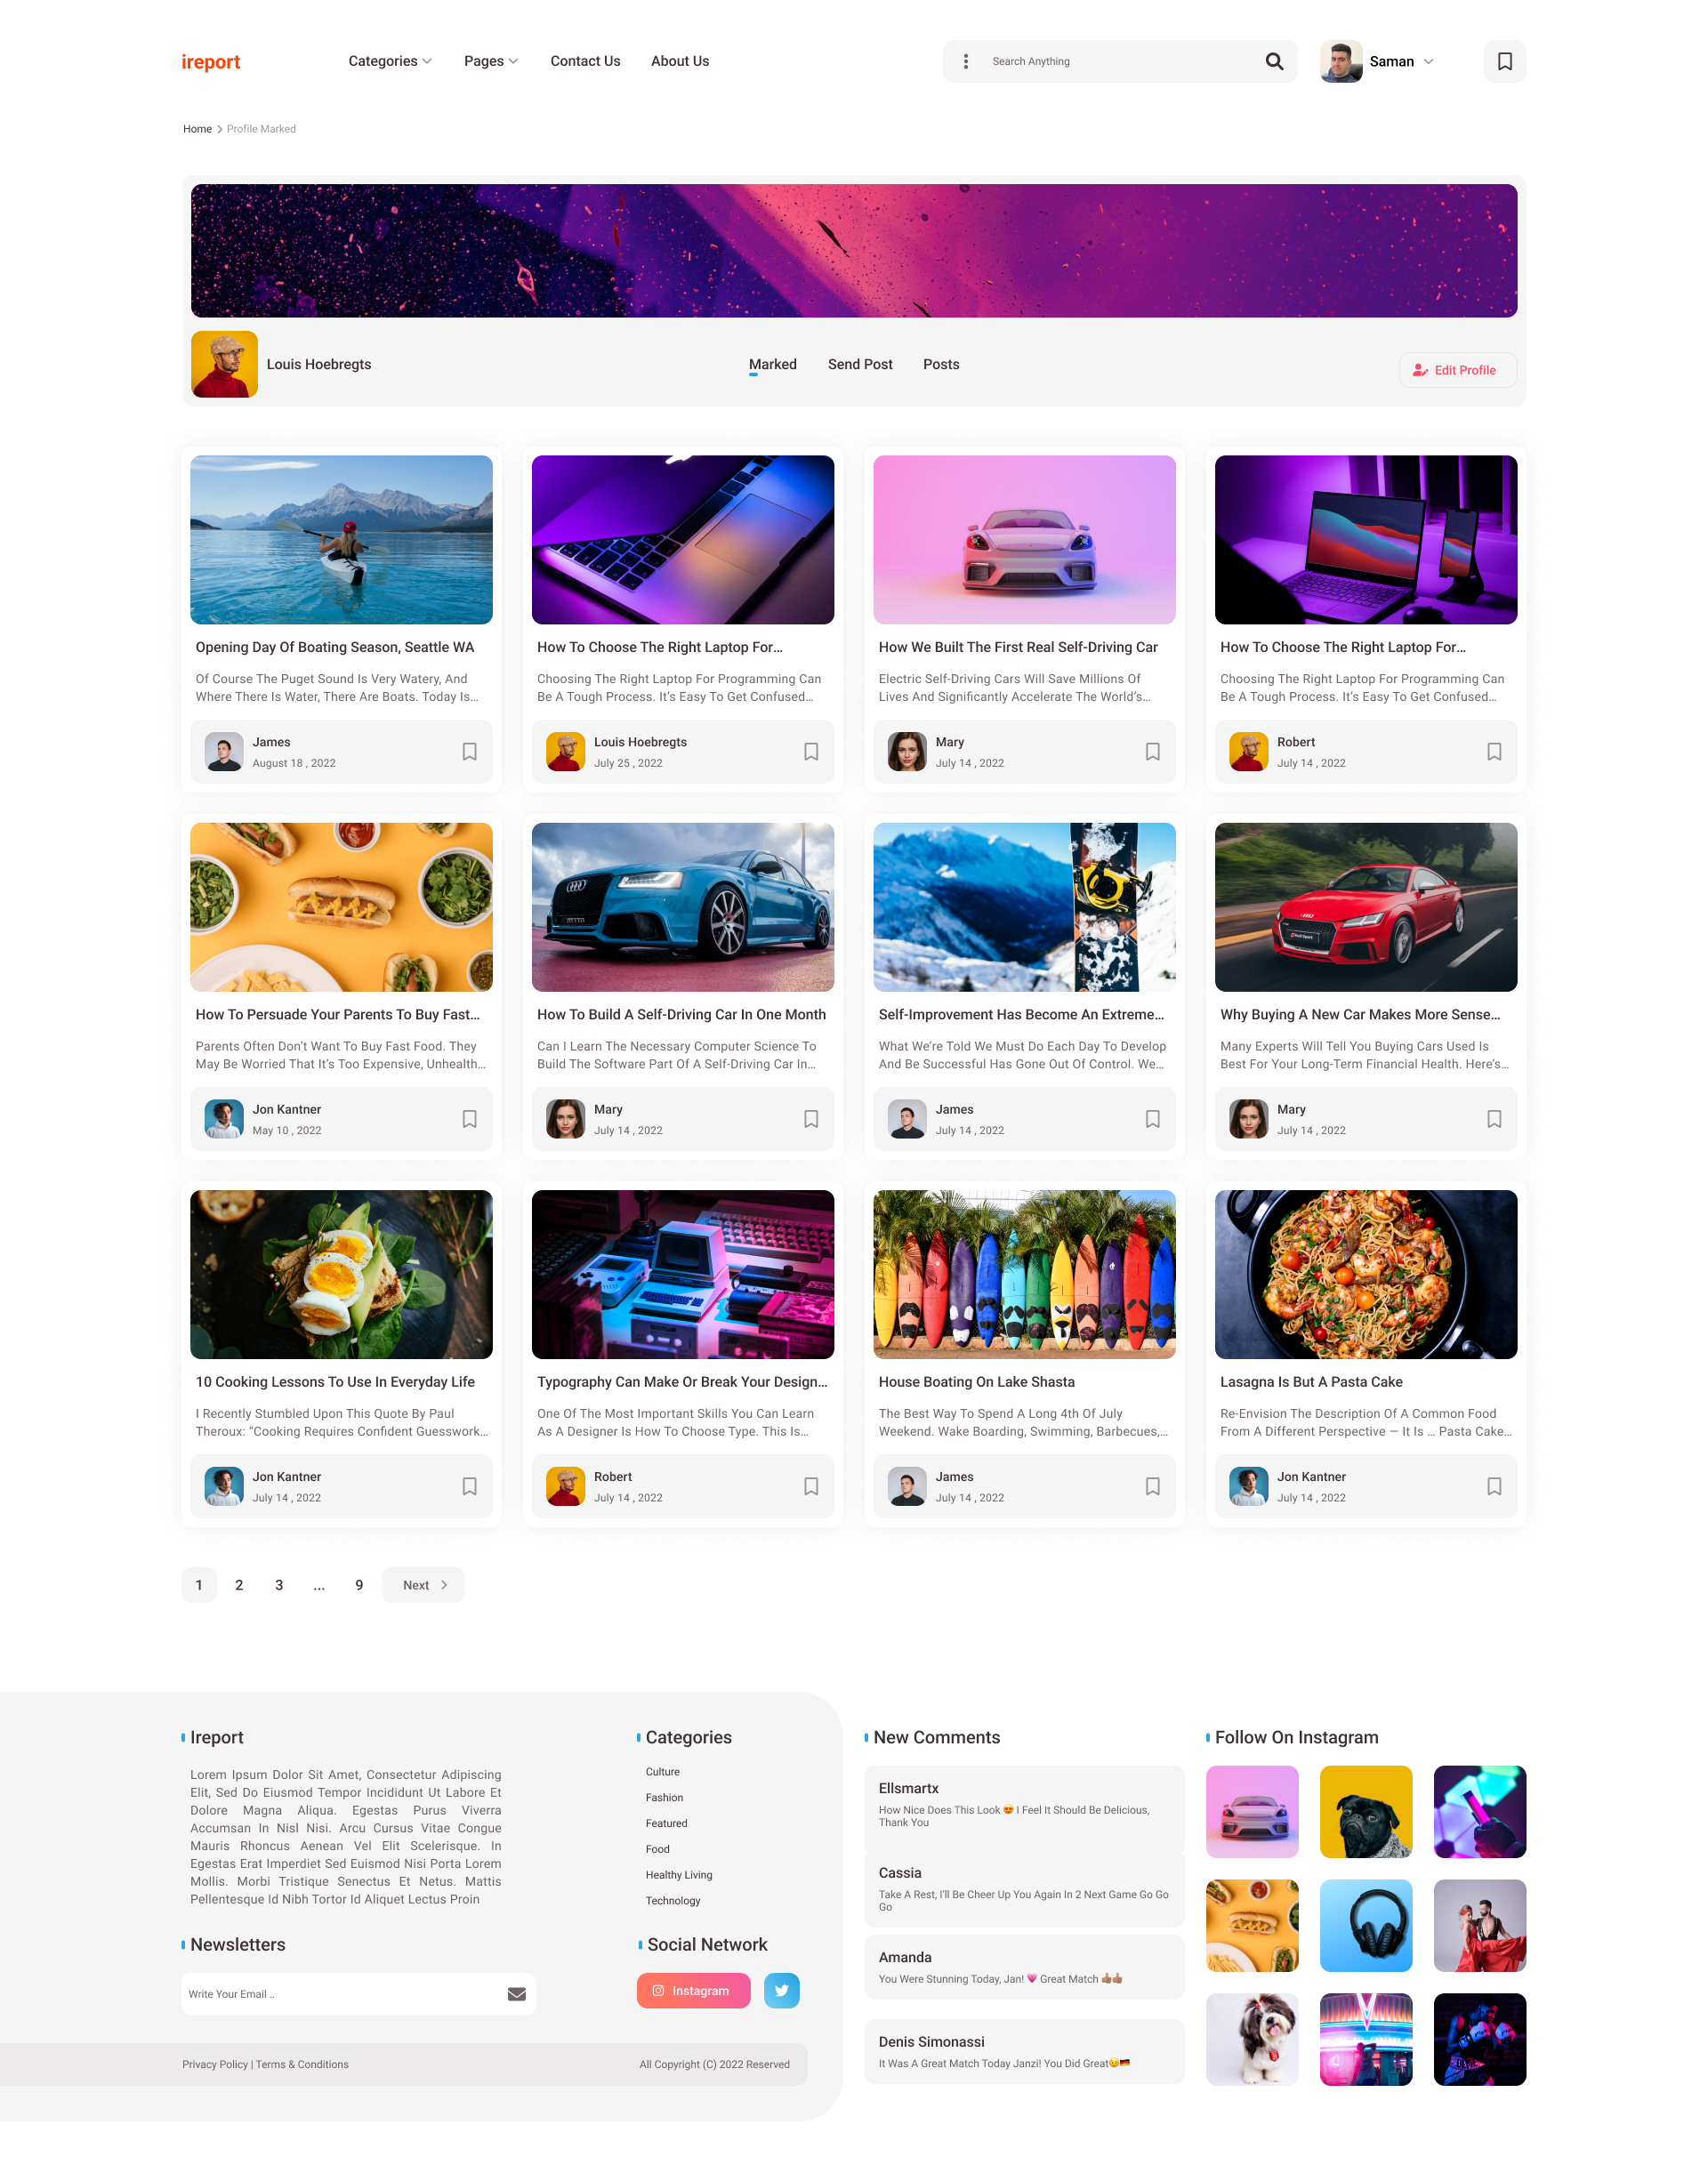 ireport
Categories
Pages
Contact Us
About Us
Search Anything
Saman
Home
Profile Marked
Louis Hoebregts
Marked
Send Post
Posts
Edit Profile
Opening Day Of Boating Season, Seattle WA
Of Course The Puget Sound Is Very Watery, And
Where There Is Water, There Are Boats. Today Is...
James
August 18 , 2022
How To Choose The Right Laptop For...
Choosing The Right Laptop For Programming Can
Be A Tough Process. It’s Easy To Get Confused...
Louis Hoebregts
July 25 , 2022
How We Built The First Real Self-Driving Car
Electric Self-Driving Cars Will Save Millions Of
Lives And Significantly Accelerate The World’s...
Mary
July 14 , 2022
How To Choose The Right Laptop For...
Choosing The Right Laptop For Programming Can
Be A Tough Process. It’s Easy To Get Confused...
Robert
July 14 , 2022
How To Persuade Your Parents To Buy Fast...
Parents Often Don’t Want To Buy Fast Food. They
May Be Worried That It’s Too Expensive, Unhealth...
Jon Kantner
May 10 , 2022
How To Build A Self-Driving Car In One Month
Can I Learn The Necessary Computer Science To
Build The Software Part Of A Self-Driving Car In...
Mary
July 14 , 2022
Self-Improvement Has Become An Extreme...
What We’re Told We Must Do Each Day To Develop
And Be Successful Has Gone Out Of Control. We...
James
July 14 , 2022
Why Buying A New Car Makes More Sense...
Many Experts Will Tell You Buying Cars Used Is
Best For Your Long-Term Financial Health. Here’s...
Mary
July 14 , 2022
10 Cooking Lessons To Use In Everyday Life
I Recently Stumbled Upon This Quote By Paul
Theroux: “Cooking Requires Confident Guesswork...
Jon Kantner
July 14 , 2022
Typography Can Make Or Break Your Design...
One Of The Most Important Skills You Can Learn
As A Designer Is How To Choose Type. This Is...
Robert
July 14 , 2022
House Boating On Lake Shasta
The Best Way To Spend A Long 4th Of July
Weekend. Wake Boarding, Swimming, Barbecues,...
James
July 14 , 2022
Lasagna Is But A Pasta Cake
Re-Envision The Description Of A Common Food
From A Different Perspective — It Is ... Pasta Cake...
Jon Kantner
July 14 , 2022
1 2 3 ... 9 Next
Ireport
Lorem Ipsum Dolor Sit Amet, Consectetur Adipiscing
Elit, Sed Do Eiusmod Tempor Incididunt Ut Labore Et
Dolore Magna Aliqua. Egestas Purus Viverra
Accumsan In Nisl Nisi. Arcu Cursus Vitae Congue
Mauris Rhoncus Aenean Vel Elit Scelerisque. In
Egestas Erat Imperdiet Sed Euismod Nisi Porta Lorem
Mollis. Morbi Tristique Senectus Et Netus. Mattis
Pellentesque Id Nibh Tortor Id Aliquet Lectus Proin
Newsletters
Write Your Email ..
Categories
Culture
Fashion
Featured
Food
Healthy Living
Technology
Social Network
Instagram
Privacy Policy | Terms & Conditions
All Copyright (C) 2022 Reserved
New Comments
Ellsmartx
How Nice Does This Look 😍 I Feel It Should Be Delicious,
Thank You
Cassia
Take A Rest, I’ll Be Cheer Up You Again In 2 Next Game Go Go
Go
Amanda
You Were Stunning Today, Jan! 💗 Great Match 👍🏽👍🏽
Denis Simonassi
It Was A Great Match Today Janzi! You Did Great😉🇩🇪
Follow On Instagram